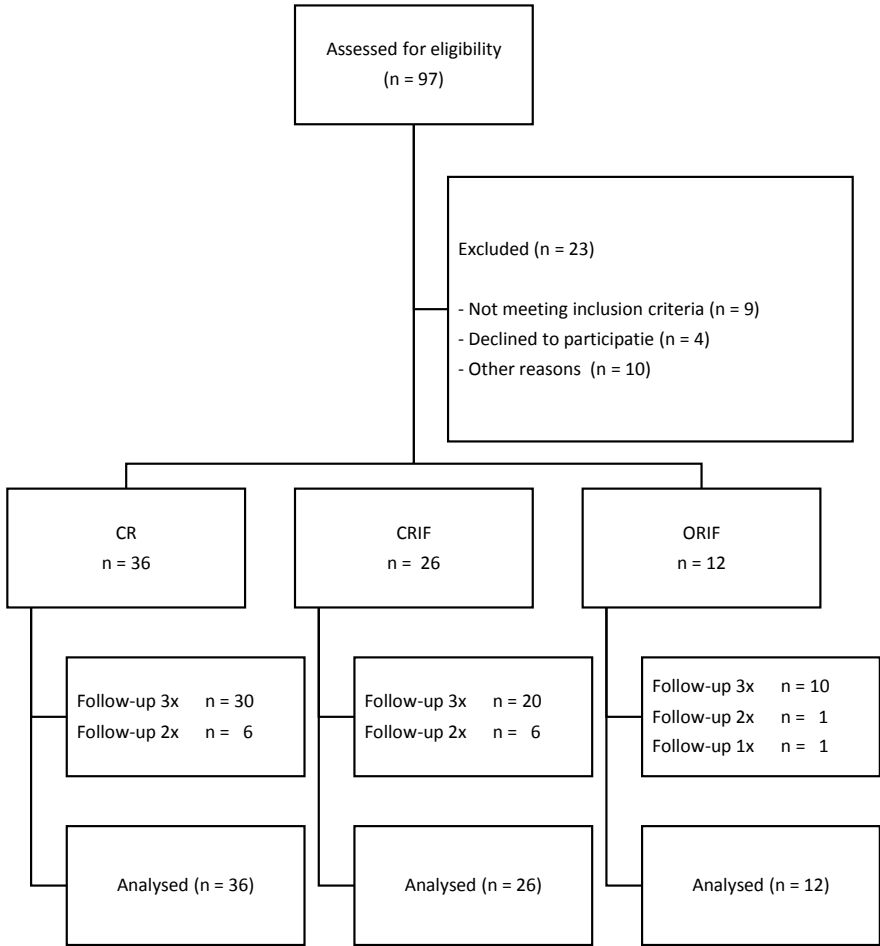 Assessed for eligibility
(n = 97)
Excluded (n = 23)
- Not meeting inclusion criteria (n = 9)
- Declined to participatie (n = 4)
- Other reasons  (n = 10)
CR
n = 36
CRIF
n =  26
ORIF
n = 12
Follow-up 3x n = 30
Follow-up 2x n =  6
Follow-up 3x n = 20
Follow-up 2x n =  6
Follow-up 3x n = 10
Follow-up 2x n =  1
Follow-up 1x n =  1
Analysed (n = 36)
Analysed (n = 26)
Analysed (n = 12)